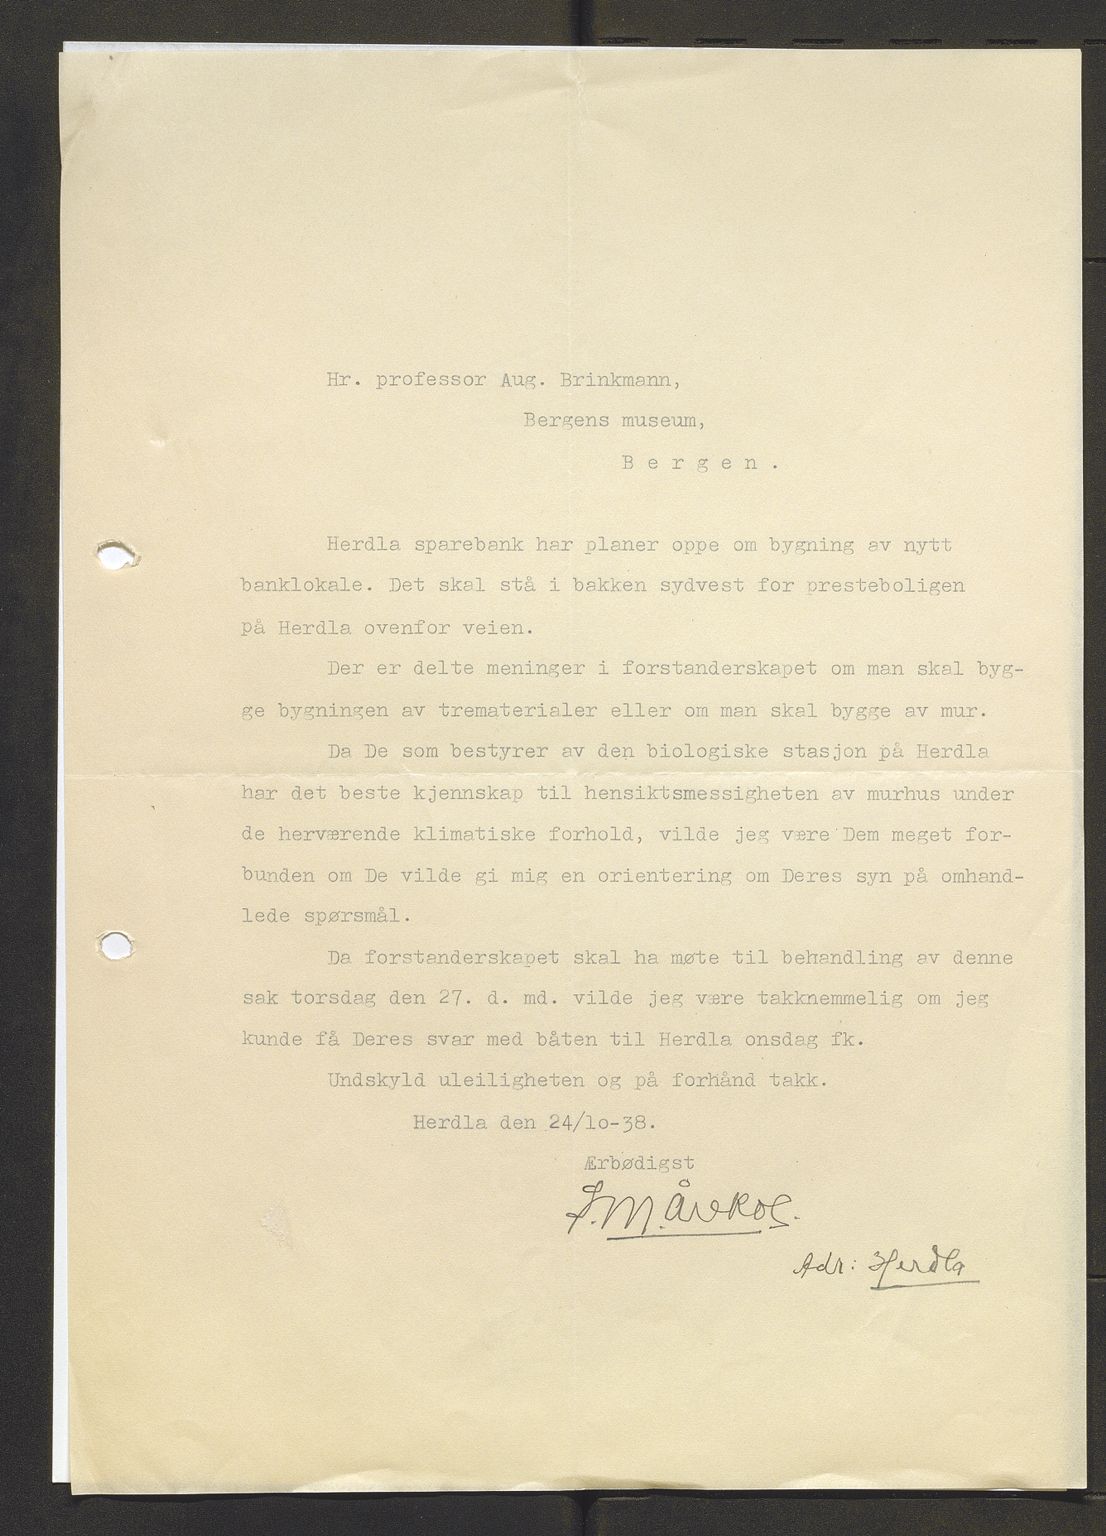 Hr. professor Aug. Brinkmann,
Bergens museum,
B e r g e n .
Herdla sparebank har planer oppe om bygning av nytt
banklokale. Det skal stå i bakken sydvest for presteboligen
på Herdla ovenfor veien.
Der er delte meninger i forstanderskapet om man skal byg-
ge bygningen av trematerialer eller om man skal bygge av mur.
Da De som bestyrer av den biologiske stasjon på Herdla
har det beste kjennskap til hensiktsmessigheten av murhus under
de herværende klimatiske forhold, vilde jeg være Dem meget for-
bunden om De vilde gi mig en orientering om Deres syn på omhand-
lede spørsmål.
Da forstanderskapet skal ha møte til behandling av denne
sak torsdag den 27. d. md. vilde jeg være takknemmelig om jeg
kunde få Deres svar med båten til Herdla onsdag fk.
Undskyld uleiligheten og på forhånd takk.
Herdla den 24/lo-38.
Ærbødigst
M.
Adr: Herdla